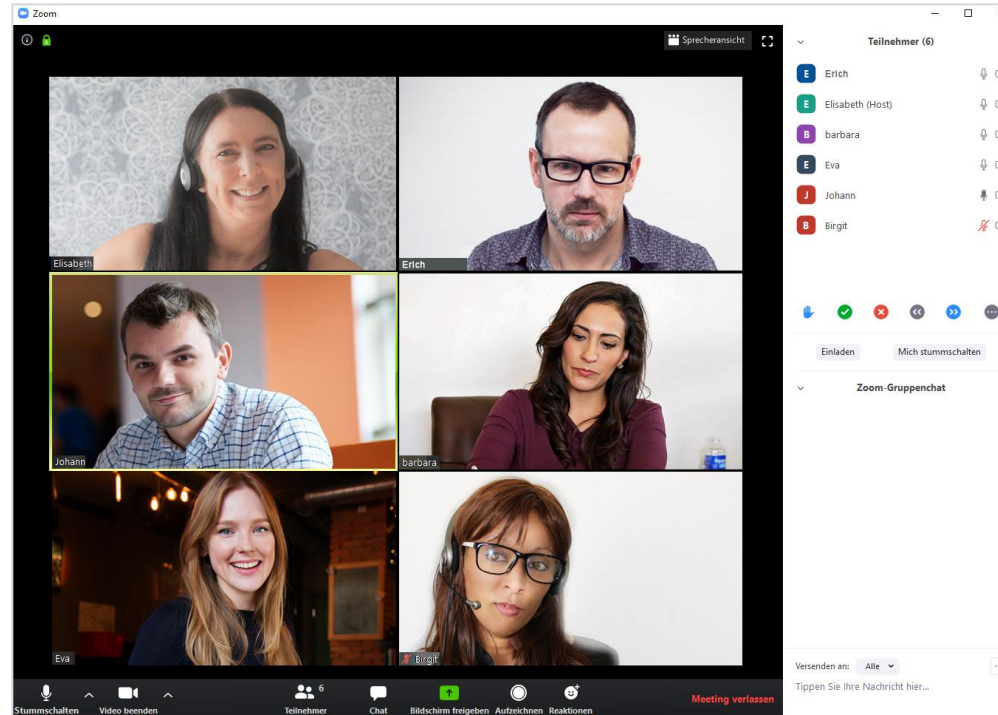 Zoom
Sprecheransicht
Elisabeth
Erich
Johann
barbara
Eva
Birgit
Stummschalten
Video beenden
6
Teilnehmer
Chat
Bildschirm freigeben
Aufzeichnen
Reaktionen
Meeting verlassen
Teilnehmer (6)
E Erich
E Elisabeth (Host)
B barbara
E Eva
J Johann
B Birgit
Einladen
Mich stummschalten
Zoom-Gruppenchat
Versenden an: Alle
Tippen Sie Ihre Nachricht hier...